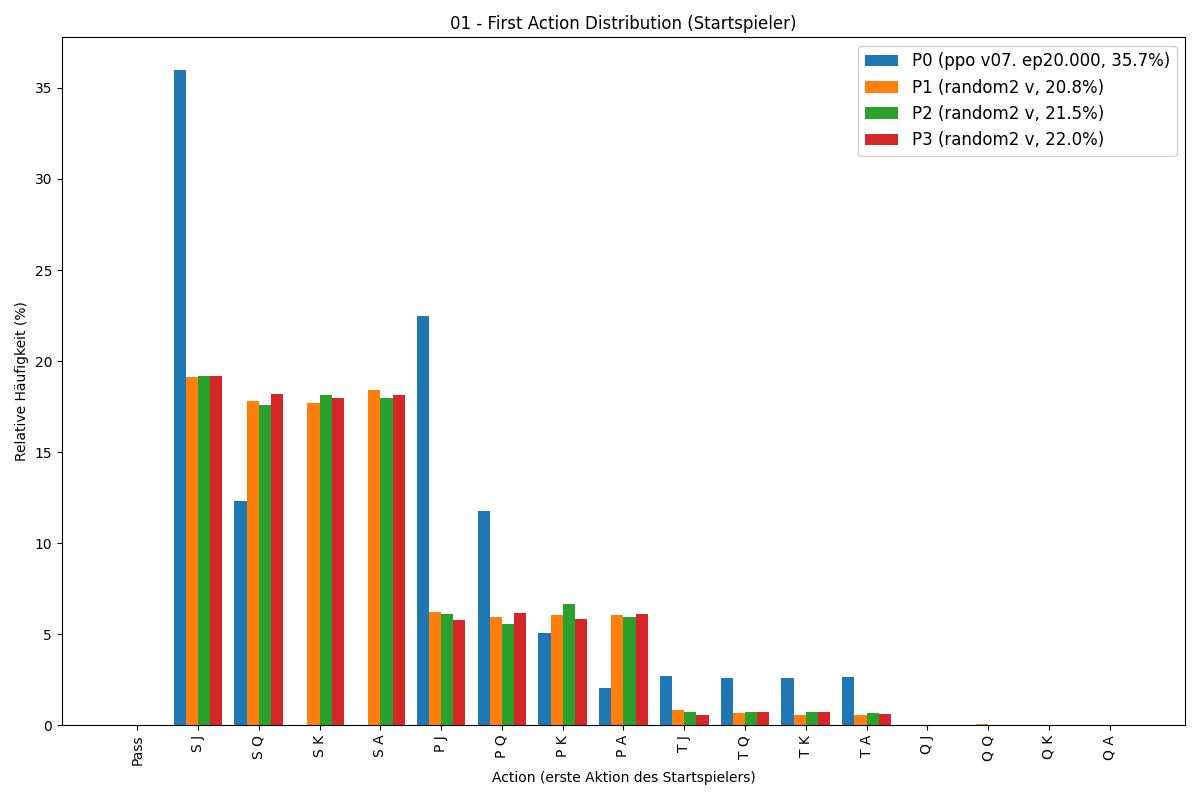 01 - First Action Distribution (Startspieler)
P0 (ppo v07. ep20.000, 35.7%)
P1 (random2 v, 20.8%)
P2 (random2 v, 21.5%)
P3 (random2 v, 22.0%)
Relative Häufigkeit (%)
35
30
25
20
15
10
5
0
Pass
S J
S Q
S K
S A
P J
P Q
P K
P A
T J
T Q
T K
T A
Q J
Q Q
Q K
Q A
Action (erste Aktion des Startspielers)